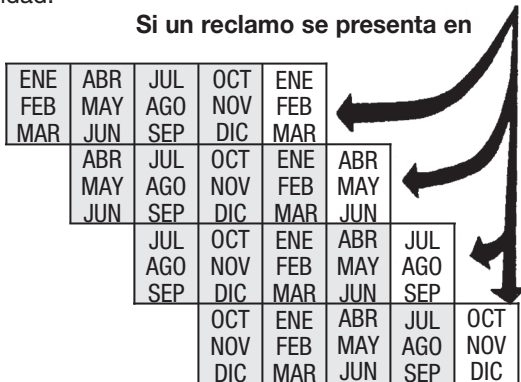 idad.
Si un reclamo se presenta en
ENE ABR JUL OCT ENE
FEB MAY AGO NOV FEB
MAR JUN SEP DIC MAR
ABR JUL OCT ENE ABR
MAY AGO NOV FEB MAY
JUN SEP DIC MAR JUN
JUL OCT ENE ABR JUL
AGO NOV FEB MAY AGO
SEP DIC MAR JUN SEP
OCT ENE ABR JUL OCT
NOV FEB MAY AGO NOV
DIC MAR JUN SEP DIC